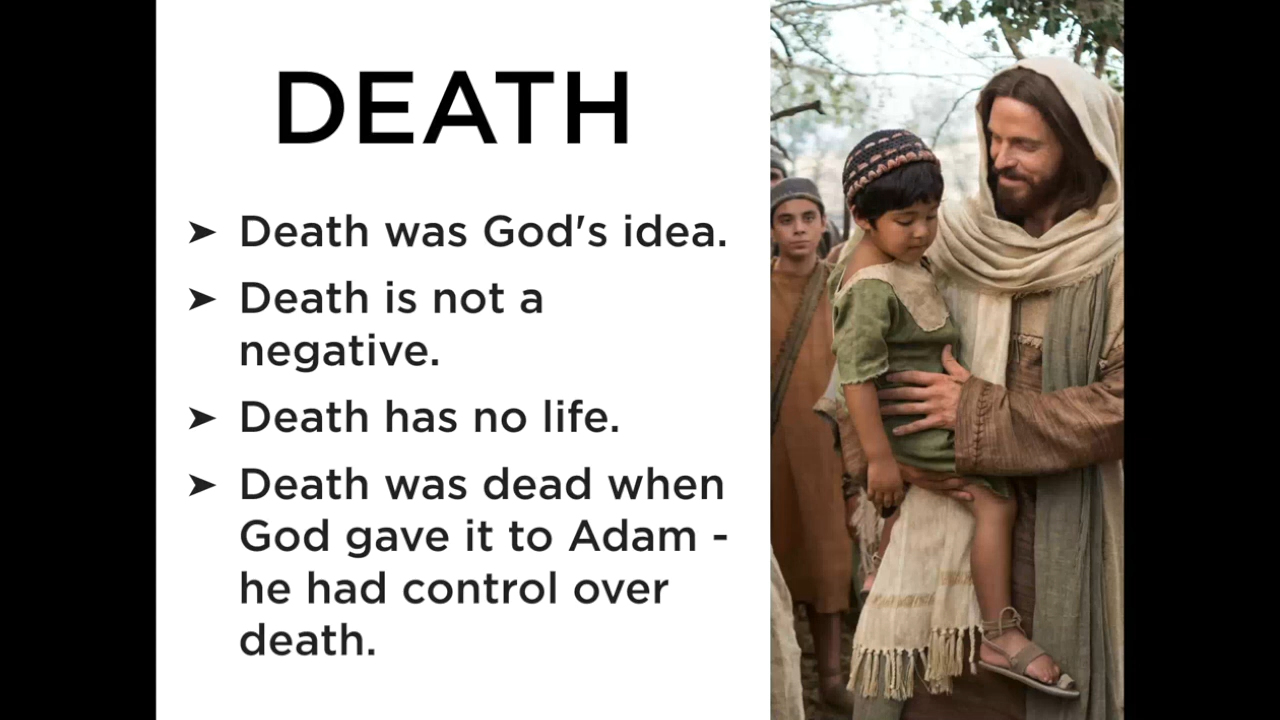 DEATH
➤ Death was God's idea.
➤ Death is not a
negative.
➤ Death has no life.
➤ Death was dead when
God gave it to Adam -
he had control over
death.